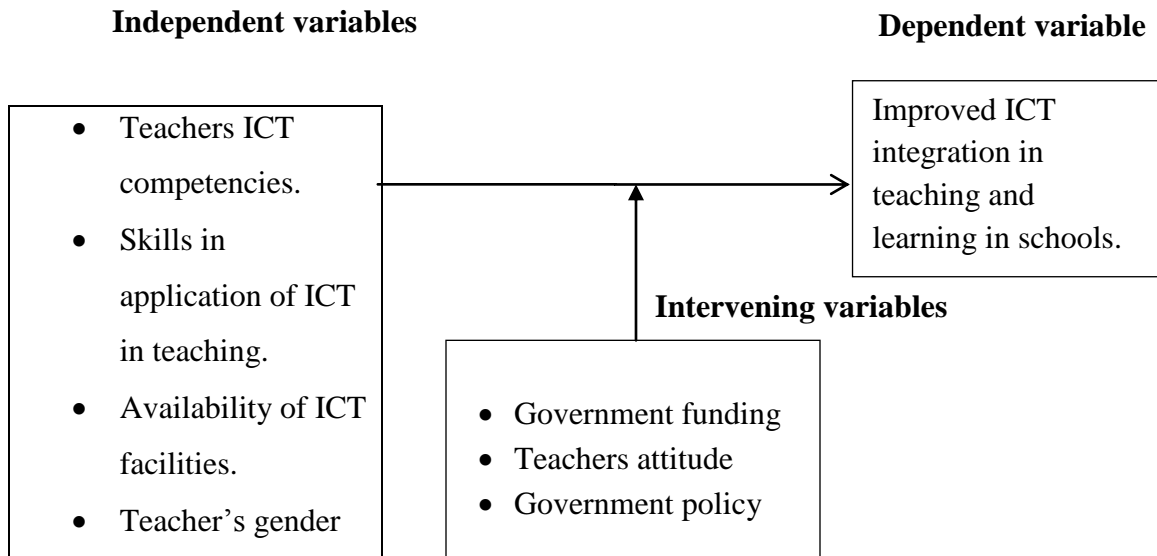 Independent variables
Dependent variable
• Teachers ICT
competencies.
• Skills in
application of ICT
in teaching.
• Availability of ICT
facilities.
• Teacher’s gender
Improved ICT
integration in
teaching and
learning in schools.
Intervening variables
• Government funding
• Teachers attitude
• Government policy